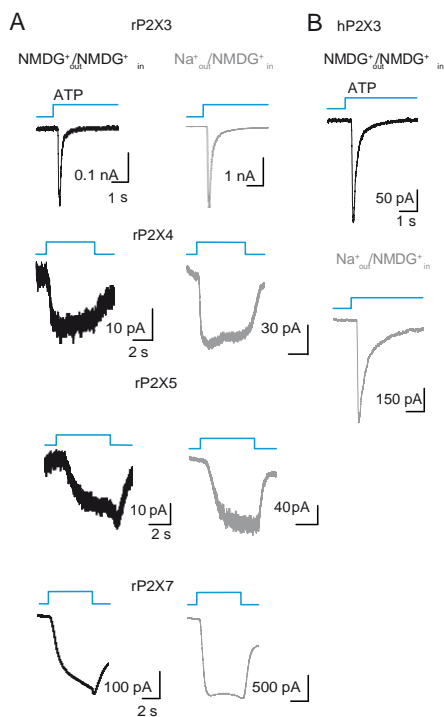 A
rP2X3
B
hP2X3
NMDG⁺out/NMDG⁺in
Na⁺out/NMDG⁺in
NMDG⁺out/NMDG⁺in
ATP
ATP
0.1 nA
1 s
1 nA
50 pA
1 s
rP2X4
Na⁺out/NMDG⁺in
10 pA
2 s
30 pA
150 pA
rP2X5
10 pA
2 s
40 pA
rP2X7
100 pA
2 s
500 pA